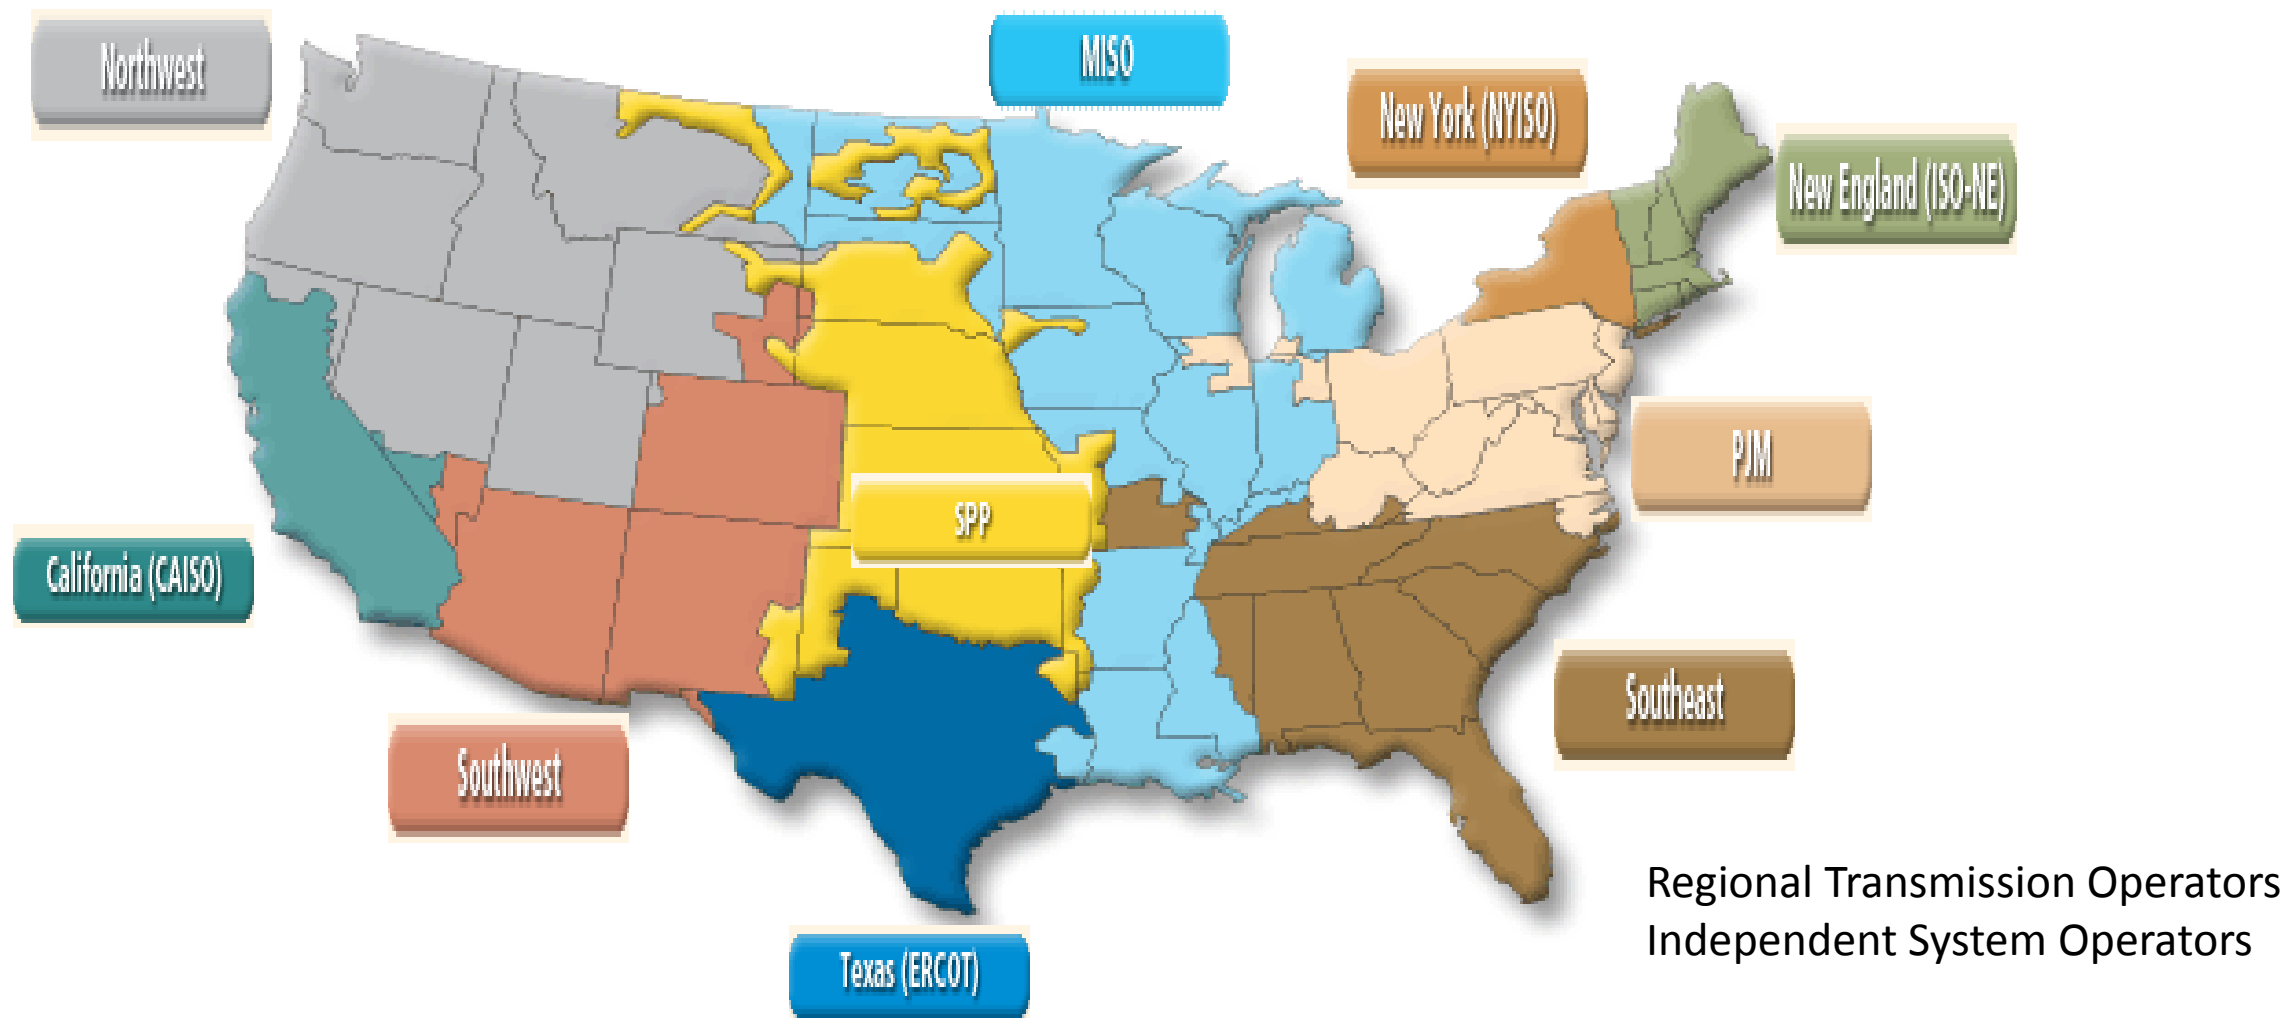 Northwest
MISO
New York (NYISO)
New England (ISO-NE)
PJM
SPP
California (CAISO)
Southeast
Southwest
Texas (ERCOT)
Regional Transmission Operators
Independent System Operators